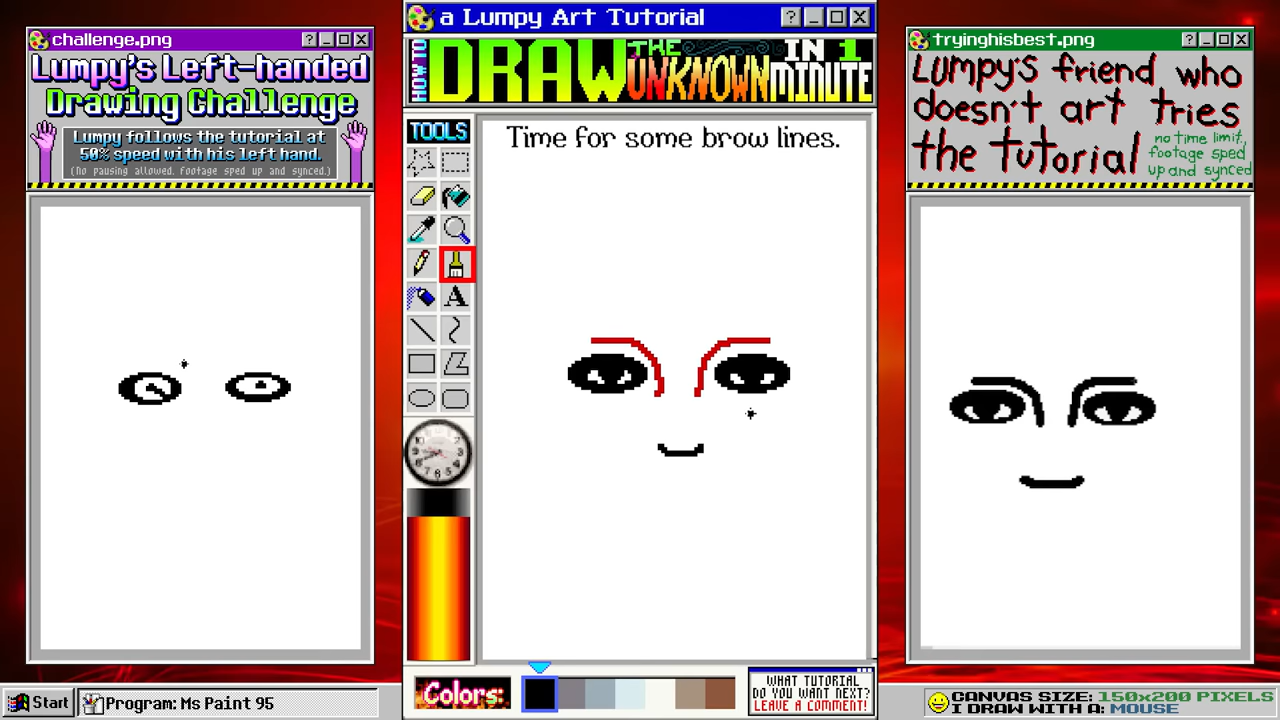 challenge.png
Lumpy's Left-handed
Drawing Challenge
Lumpy follows the tutorial at
50% speed with his left hand.
(No pausing allowed. footage sped up and synced.)
a Lumpy Art Tutorial
HOW TO DRAW THE UNKNOWN IN 1 MINUTE
TOOLS
Time for some brow lines.
A
Colors:
WHAT TUTORIAL
DO YOU WANT NEXT?
LEAVE A COMMENT!
tryinghisbest.png
Lumpy's friend who
doesn't art tries
the tutorial
no time limit,
footage sped
up and synced
Start
Program: Ms Paint 95
CANVAS SIZE: 150x200 PIXELS
I DRAW WITH A: MOUSE